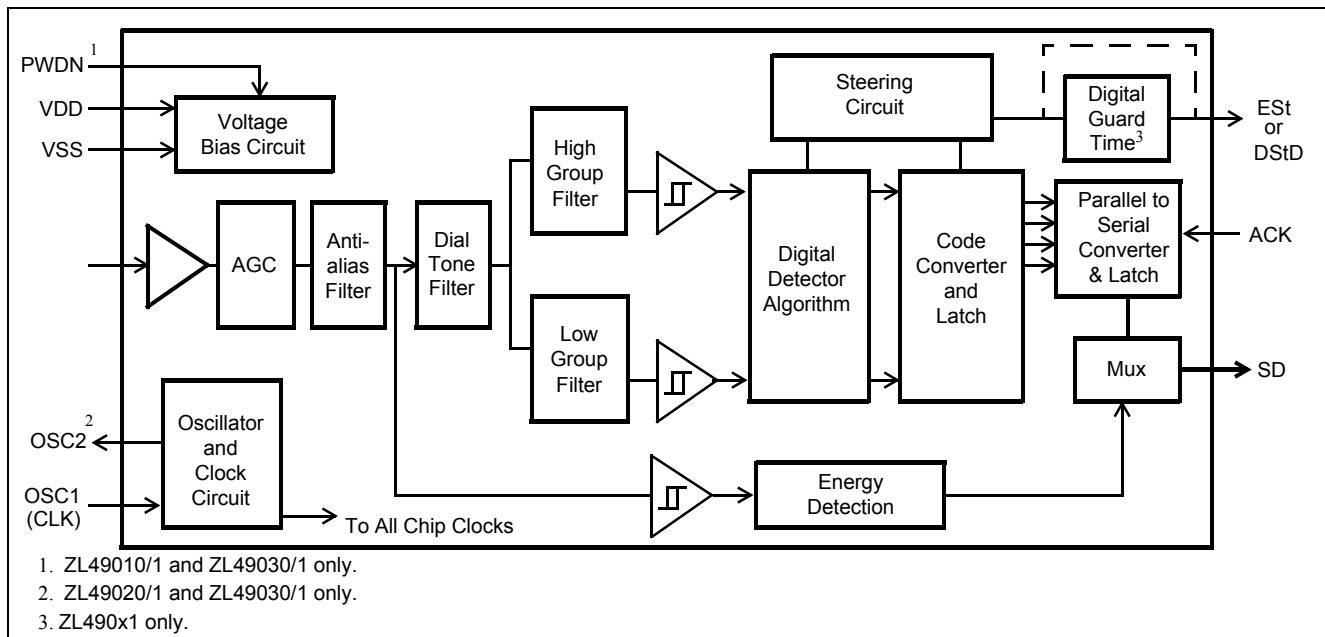 PWDN 1
VDD
VSS
Voltage
Bias Circuit
AGC
Anti-
alias
Filter
Dial
Tone
Filter
High
Group
Filter
Low
Group
Filter
Steering
Circuit
Digital
Detector
Algorithm
Code
Converter
and
Latch
Digital
Guard
Time3
ESt
or
DStD
Parallel to
Serial
Converter
& Latch
ACK
Mux
SD
OSC2 2
OSC1
(CLK)
Oscillator
and
Clock
Circuit
To All Chip Clocks
Energy
Detection
1. ZL49010/1 and ZL49030/1 only.
2. ZL49020/1 and ZL49030/1 only.
3. ZL490x1 only.